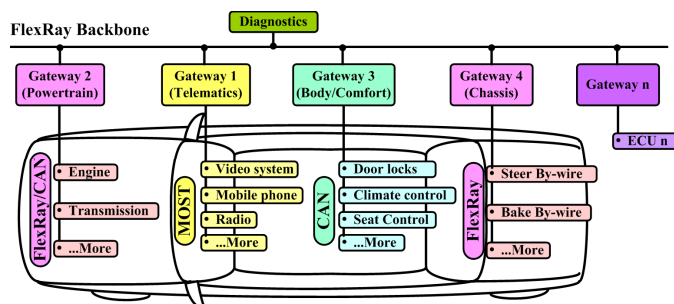 Diagnostics
FlexRay Backbone
Gateway 2
(Powertrain)
Gateway 1
(Telematics)
Gateway 3
(Body/Comfort)
Gateway 4
(Chassis)
Gateway n
ECU n
FlexRay/CAN
Engine
Transmission
...More
MOST
Video system
Mobile phone
Radio
...More
CAN
Door locks
Climate control
Seat Control
...More
FlexRay
Steer By-wire
Bake By-wire
...More